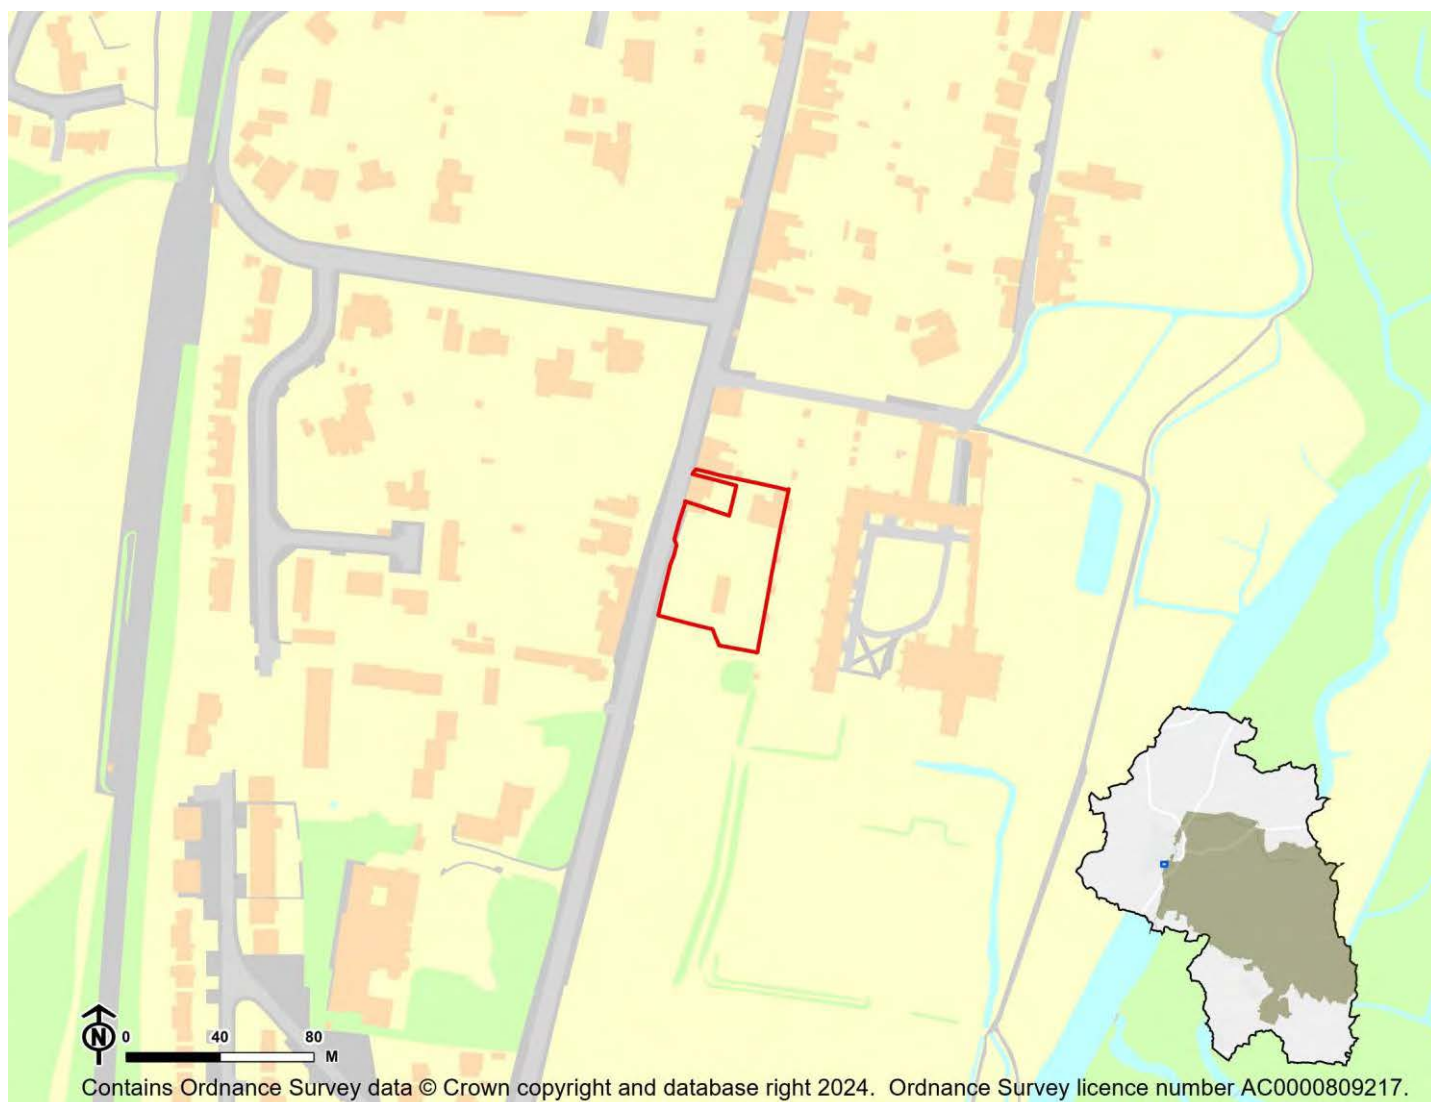 N
0 40 80
M
Contains Ordnance Survey data © Crown copyright and database right 2024. Ordnance Survey licence number AC0000809217.